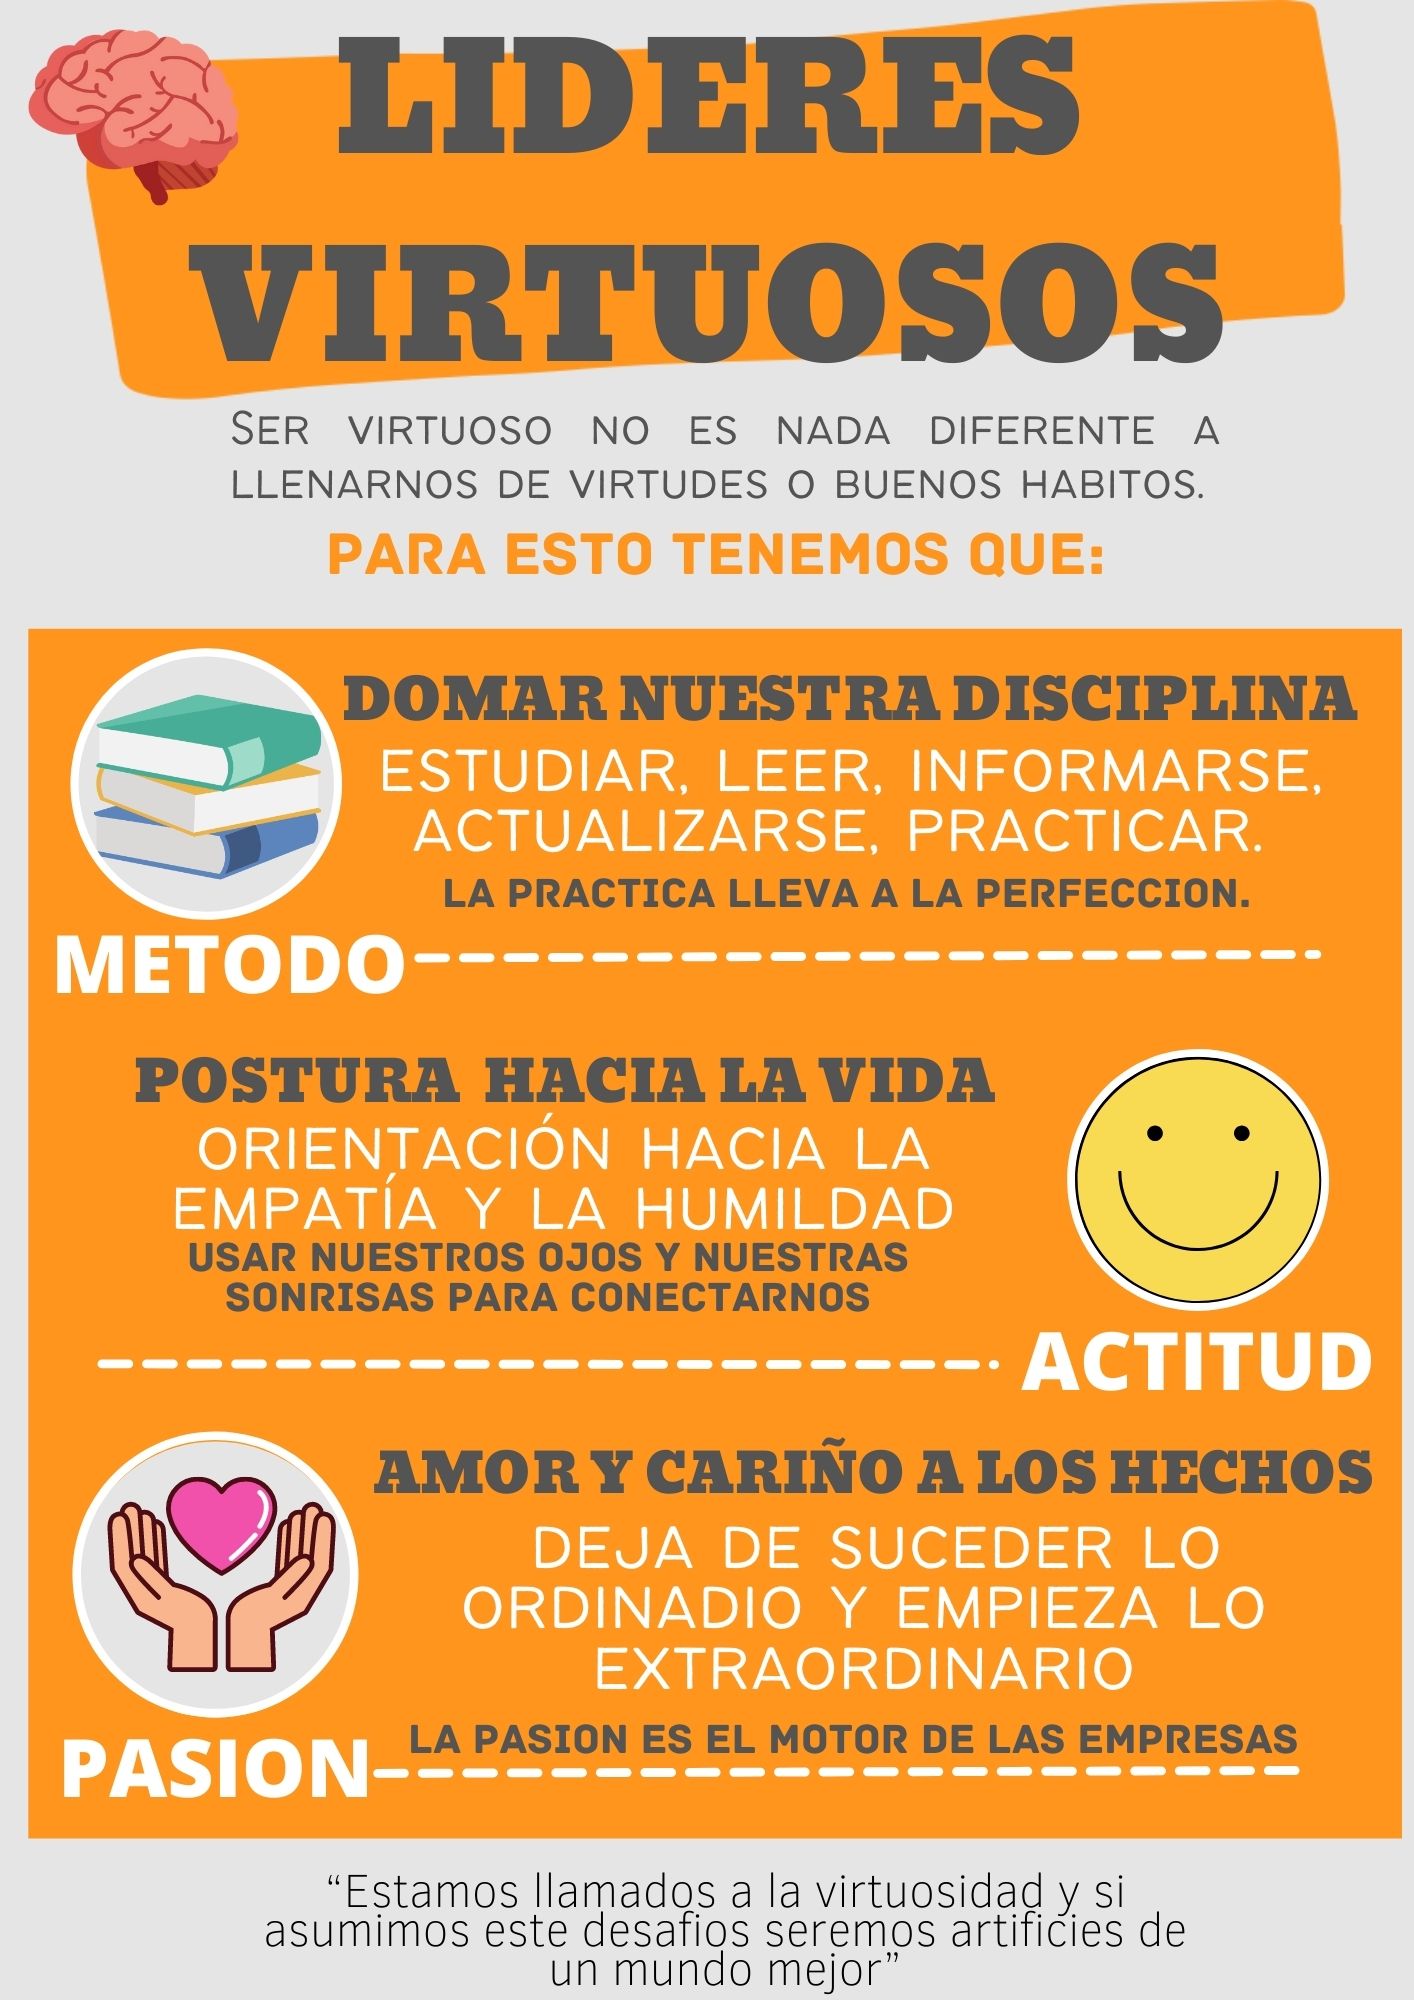 LIDERES
VIRTUOSOS
SER VIRTUOSO NO ES NADA DIFERENTE A
LLENARNOS DE VIRTUDES O BUENOS HABITOS.
PARA ESTO TENEMOS QUE:
DOMAR NUESTRA DISCIPLINA
ESTUDIAR, LEER, INFORMARSE,
ACTUALIZARSE, PRACTICAR.
LA PRACTICA LLEVA A LA PERFECCION.
METODO
POSTURA HACIA LA VIDA
ORIENTACIÓN HACIA LA
EMPATÍA Y LA HUMILDAD
USAR NUESTROS OJOS Y NUESTRAS
SONRISAS PARA CONECTARNOS
ACTITUD
AMOR Y CARIÑO A LOS HECHOS
DEJA DE SUCEDER LO
ORDINADIO Y EMPIEZA LO
EXTRAORDINARIO
LA PASION ES EL MOTOR DE LAS EMPRESAS
PASION
“Estamos llamados a la virtuosidad y si
asumimos este desafios seremos artificies de
un mundo mejor”